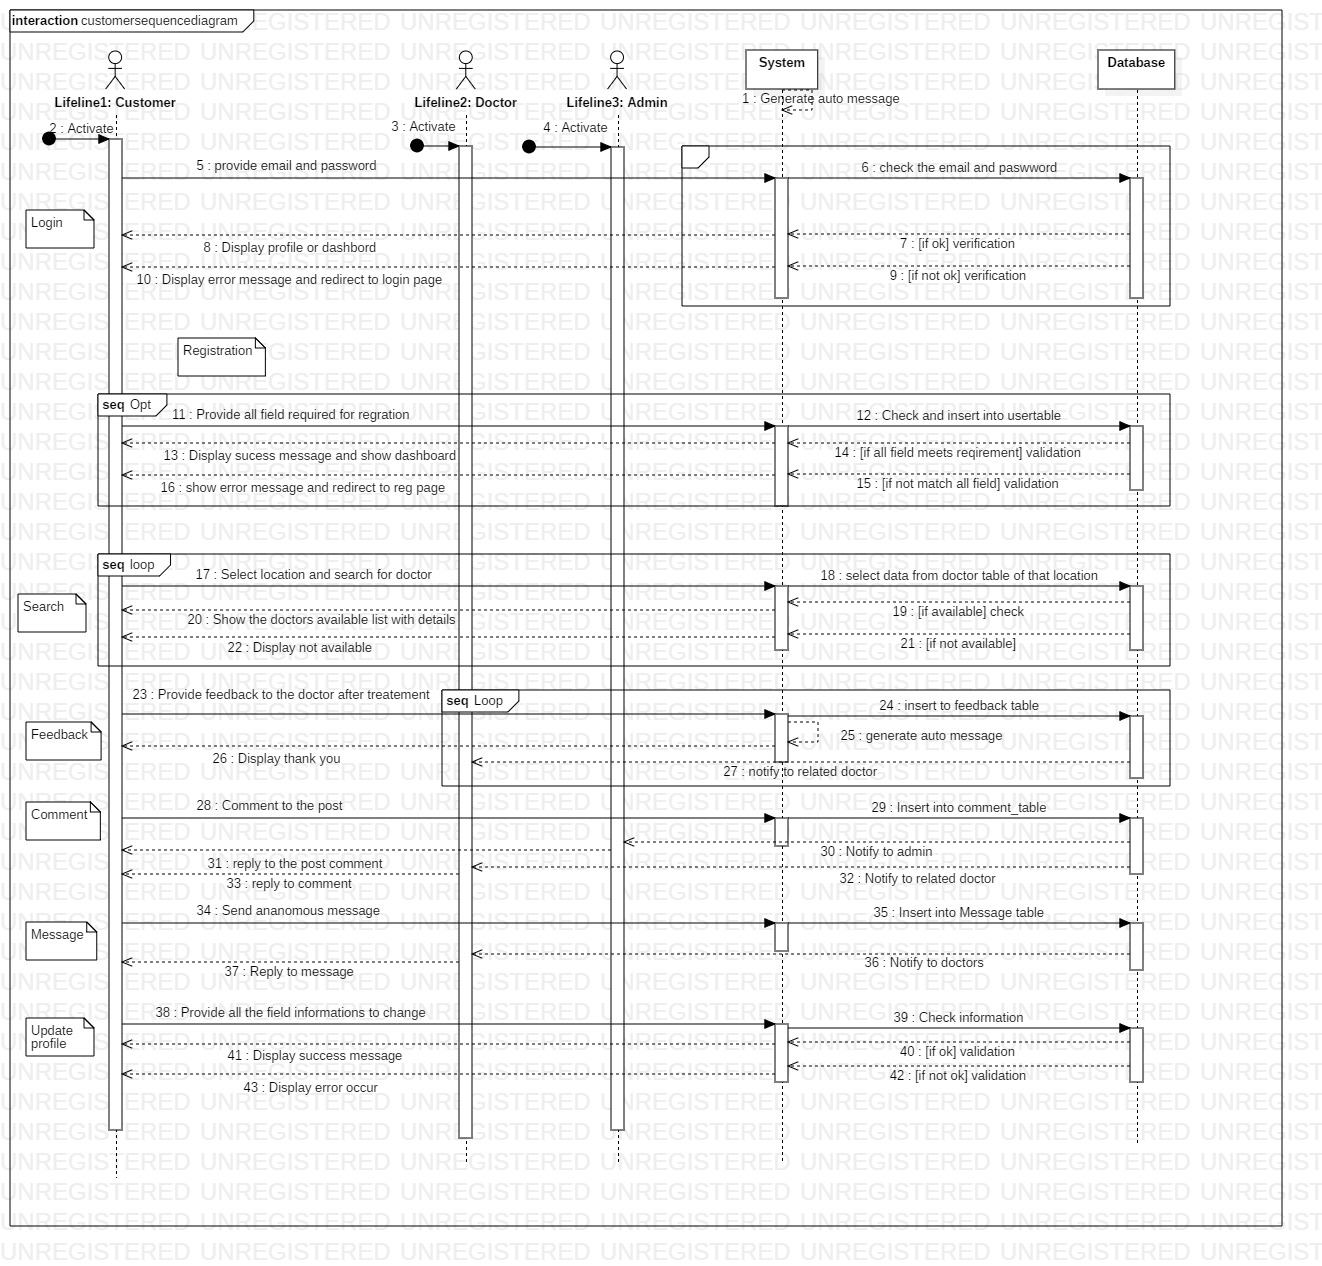 interaction customersequencediagram
Lifeline1: Customer
Lifeline2: Doctor
Lifeline3: Admin
System
Database
1 : Generate auto message
2 : Activate
3 : Activate
4 : Activate
5 : provide email and password
6 : check the email and paswword
Login
7 : [if ok] verification
8 : Display profile or dashbord
9 : [if not ok] verification
10 : Display error message and redirect to login page
Registration
seq Opt
11 : Provide all field required for regration
12 : Check and insert into usertable
13 : Display sucess message and show dashboard
14 : [if all field meets reqirement] validation
15 : [if not match all field] validation
16 : show error message and redirect to reg page
seq loop
17 : Select location and search for doctor
18 : select data from doctor table of that location
Search
19 : [if available] check
20 : Show the doctors available list with details
21 : [if not available]
22 : Display not available
23 : Provide feedback to the doctor after treatement
seq Loop
24 : insert to feedback table
Feedback
25 : generate auto message
26 : Display thank you
27 : notify to related doctor
Comment
28 : Comment to the post
29 : Insert into comment_table
30 : Notify to admin
31 : reply to the post comment
32 : Notify to related doctor
33 : reply to comment
34 : Send ananomous message
35 : Insert into Message table
Message
36 : Notify to doctors
37 : Reply to message
38 : Provide all the field informations to change
39 : Check information
Update
profile
40 : [if ok] validation
41 : Display success message
42 : [if not ok] validation
43 : Display error occur
UNREGISTERED